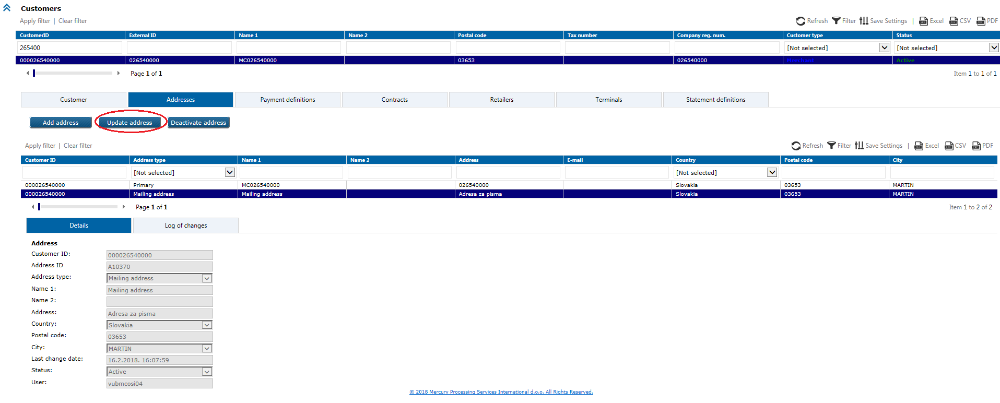 Customers
Apply filter | Clear filter
Refresh Filter Save Settings | Excel CSV PDF
CustomerID External ID Name 1 Name 2 Postal code Tax number Company reg. num. Customer type Status
265400 [Not selected] [Not selected]
000026540000 026540000 MC026540000 03653 026540000 Merchant Active
Page 1 of 1 Item 1 to 1 of 1
Customer Addresses Payment definitions Contracts Retailers Terminals Statement definitions
Add address Update address Deactivate address
Apply filter | Clear filter
Refresh Filter Save Settings | Excel CSV PDF
Customer ID Address type Name 1 Name 2 Address E-mail Country Postal code City
[Not selected] [Not selected]
000026540000 Primary MC026540000 026540000 Slovakia 03653 MARTIN
000026540000 Mailing address Mailing address Adresa za pisma Slovakia 03653 MARTIN
Page 1 of 1 Item 1 to 2 of 2
Details Log of changes
Address
Customer ID: 000026540000
Address ID A10370
Address type: Mailing address
Name 1: Mailing address
Name 2:
Address: Adresa za pisma
Country: Slovakia
Postal code: 03653
City: MARTIN
Last change date: 16.2.2018. 16:07:59
Status: Active
User: vubmcosi04
© 2018 Mercury Processing Services International d.o.o. All Rights Reserved.